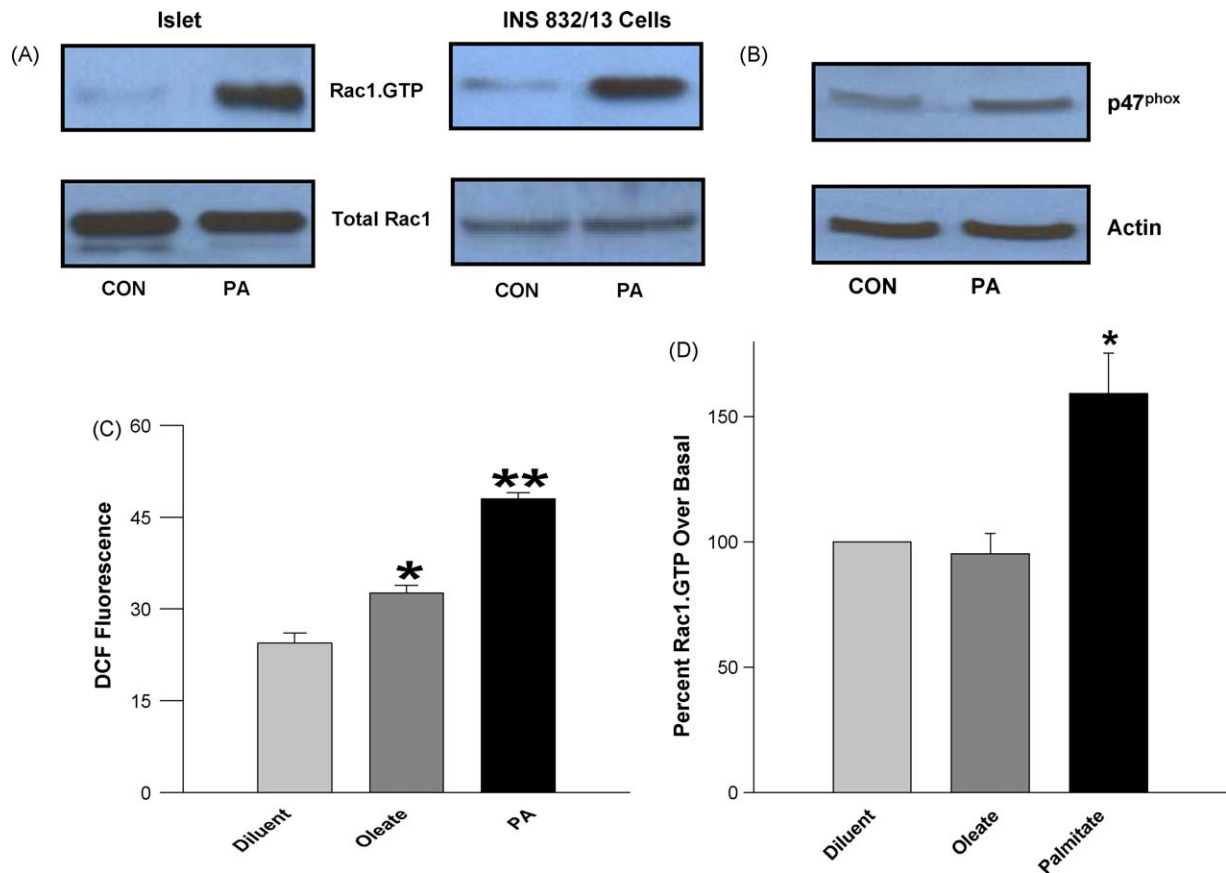 Islet
INS 832/13 Cells
(A)
Rac1.GTP
Total Rac1
CON PA
CON PA
(B)
p47phox
Actin
CON PA
(C)
DCF Fluorescence
60
45
30
15
0
*
**
Diluent
Oleate
PA
(D)
Percent Rac1.GTP Over Basal
150
100
50
0
*
Diluent
Oleate
Palmitate